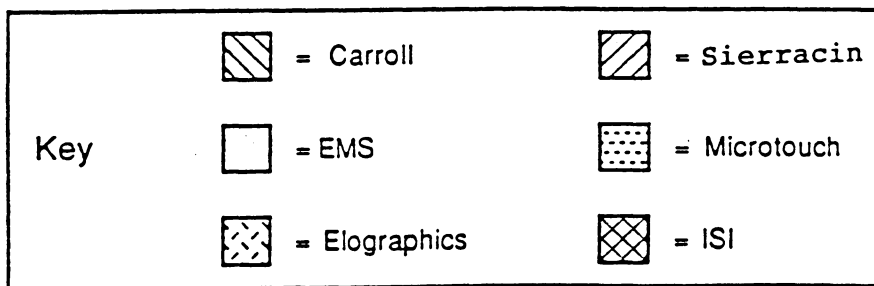 = Carroll = Sierracin
Key = EMS = Microtouch
= Elographics = ISI